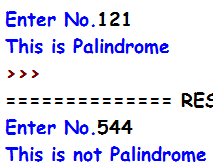 Enter No.121
This is Palindrome
>>>
============== RES
Enter No.544
This is not Palindrome